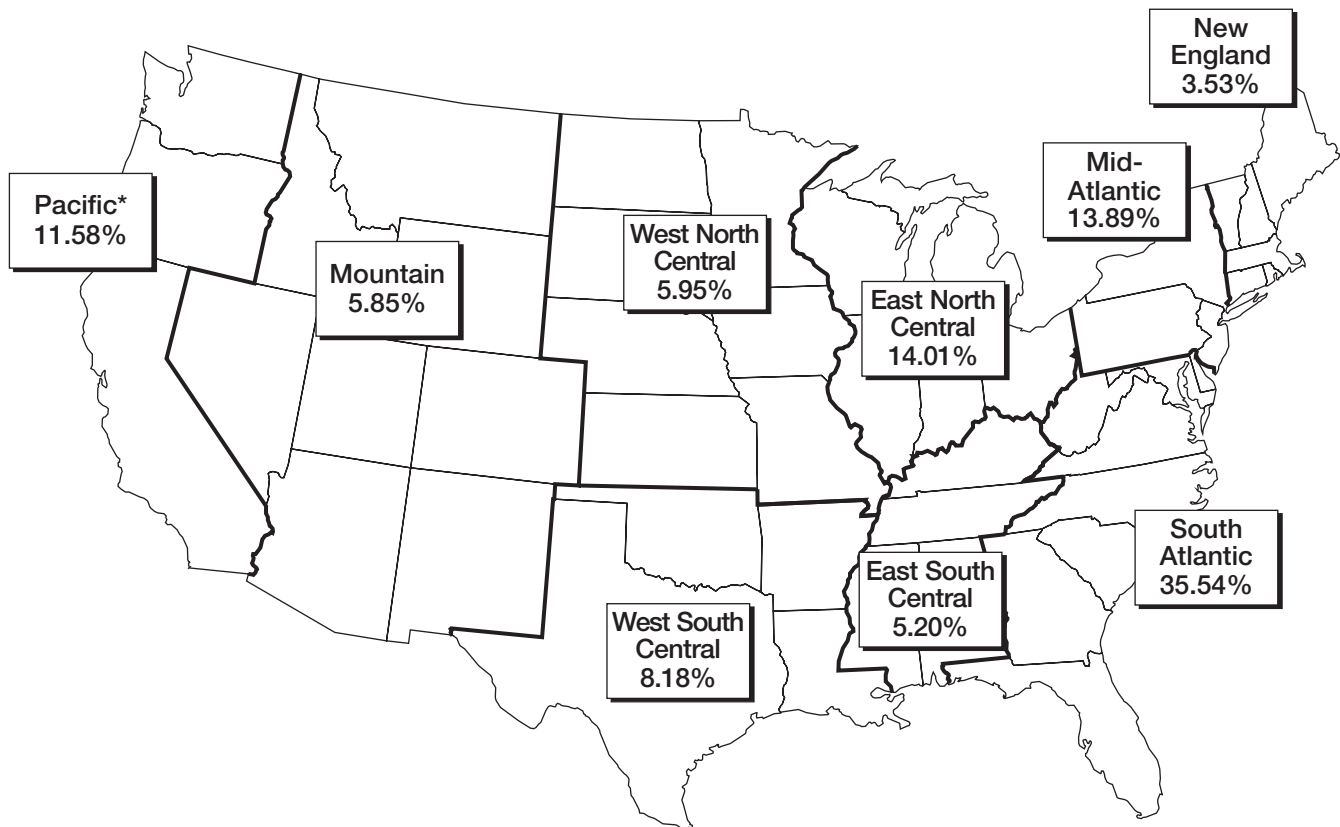 New
England
3.53%
Mid-
Atlantic
13.89%
Pacific*
11.58%
West North
Central
5.95%
Mountain
5.85%
East North
Central
14.01%
South
Atlantic
35.54%
East South
Central
5.20%
West South
Central
8.18%